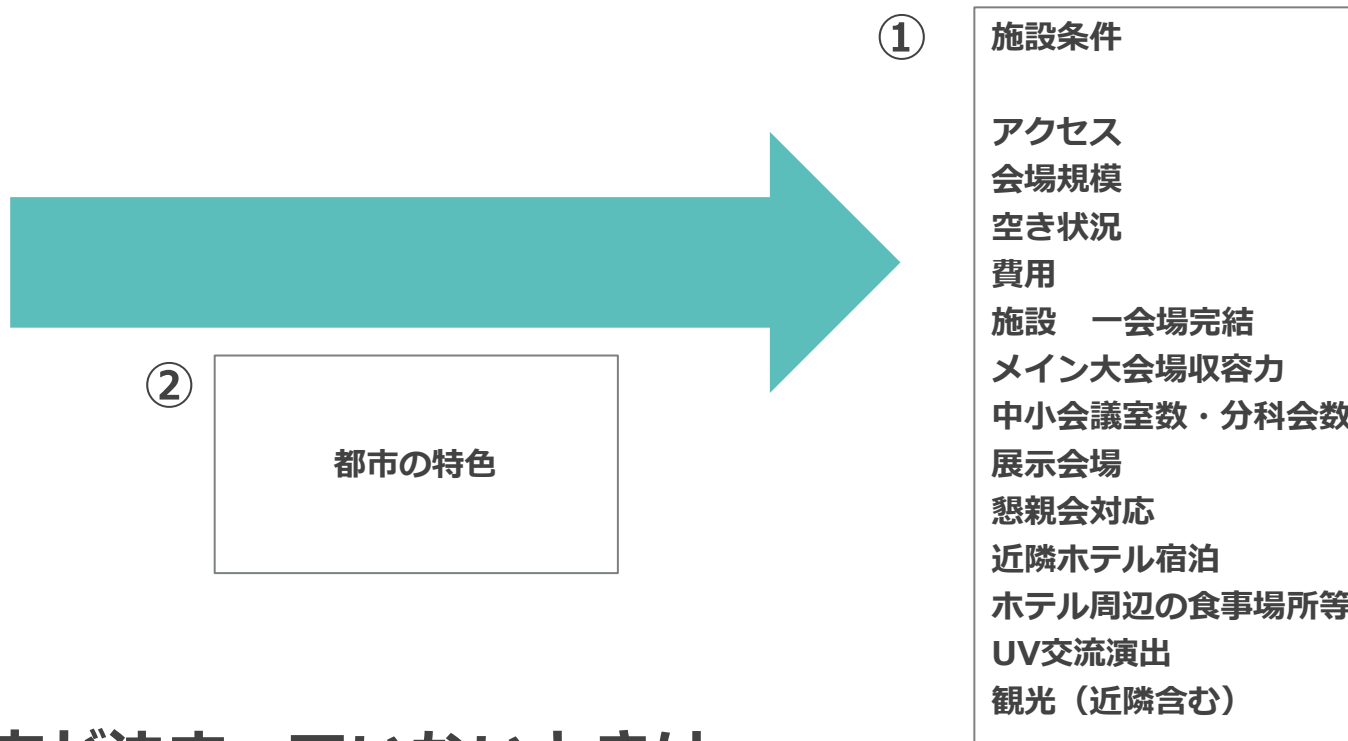 ①
施設条件
アクセス
会場規模
空き状況
費用
施設　一会場完結
メイン大会場収容力
中小会議室数・分科会数
展示会場
懇親会対応
近隣ホテル宿泊
ホテル周辺の食事場所等
UV交流演出
観光（近隣含む）
②
都市の特色